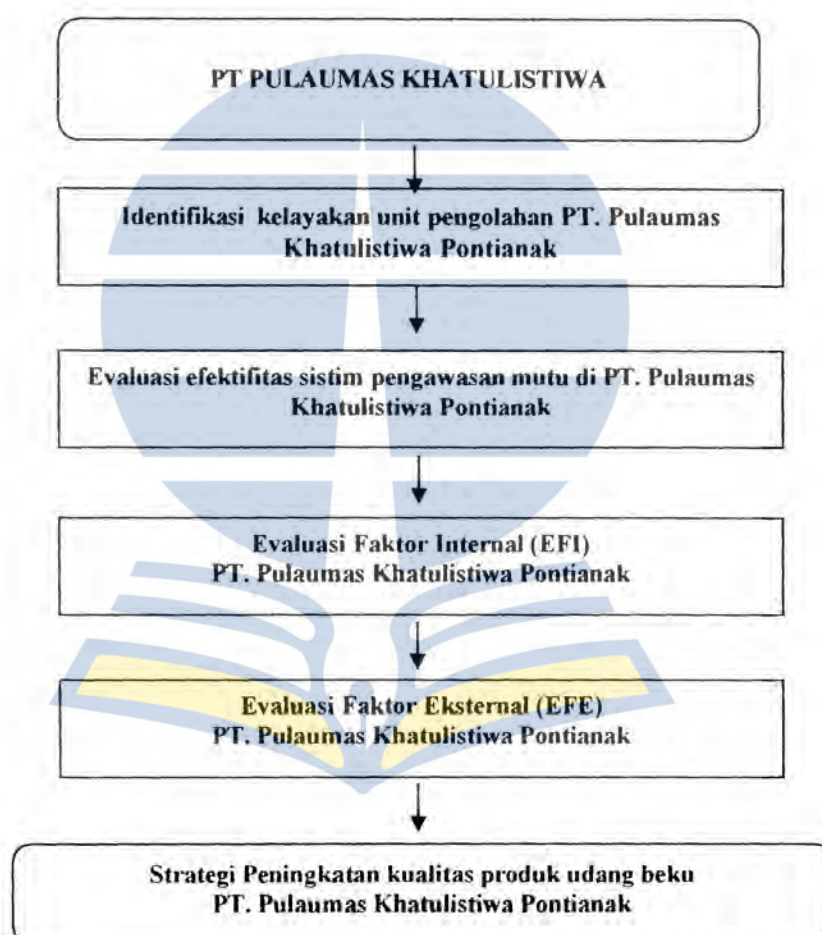 PT PULAUMAS KHATULISTIWA
Identifikasi kelayakan unit pengolahan PT. Pulaumas
Khatulistiwa Pontianak
Evaluasi efektifitas sistim pengawasan mutu di PT. Pulaumas
Khatulistiwa Pontianak
Evaluasi Faktor Internal (EFI)
PT. Pulaumas Khatulistiwa Pontianak
Evaluasi Faktor Eksternal (EFE)
PT. Pulaumas Khatulistiwa Pontianak
Strategi Peningkatan kualitas produk udang beku
PT. Pulaumas Khatulistiwa Pontianak